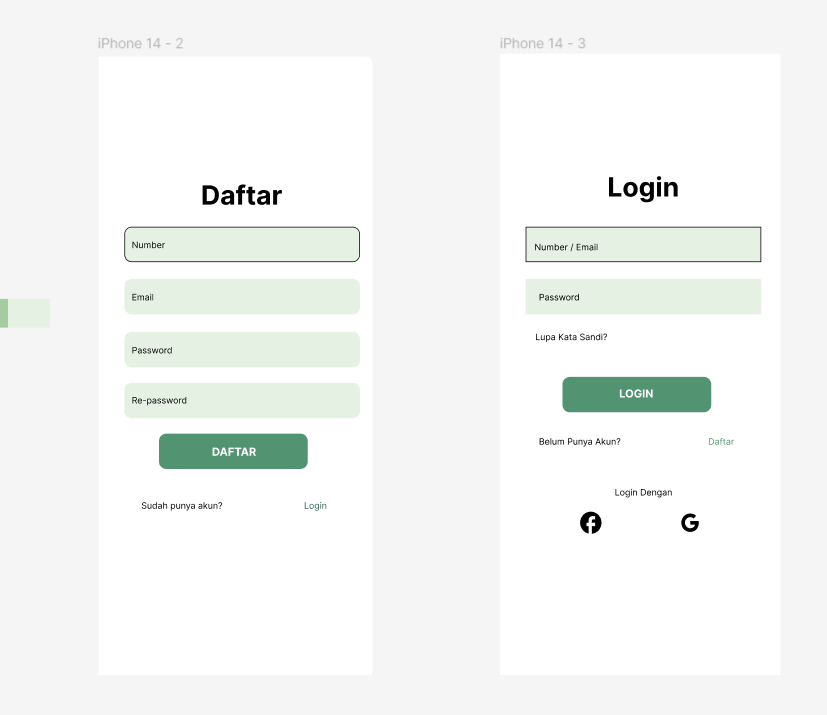 iPhone 14 - 2
Daftar
Number
Email
Password
Re-password
DAFTAR
Sudah punya akun? Login
iPhone 14 - 3
Login
Number / Email
Password
Lupa Kata Sandi?
LOGIN
Belum Punya Akun? Daftar
Login Dengan